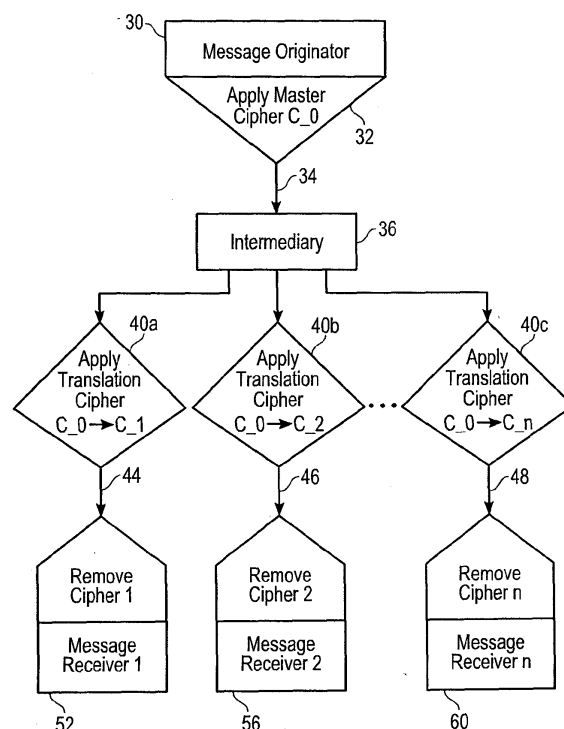 30
Message Originator
Apply Master
Cipher C_0
32
34
Intermediary
36
40a
Apply
Translation
Cipher
C_0→C_1
40b
Apply
Translation
Cipher
C_0→C_2
•••
40c
Apply
Translation
Cipher
C_0→C_n
44
46
48
Remove
Cipher 1
Message
Receiver 1
Remove
Cipher 2
Message
Receiver 2
Remove
Cipher n
Message
Receiver n
52
56
60